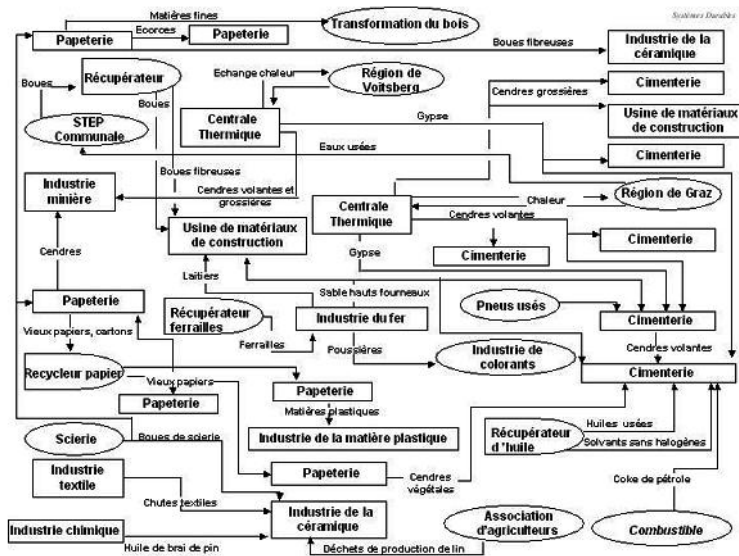 Systèmes Durables
Matières fines
Transformation du bois
Papeterie
Ecorces
Papeterie
Boues fibreuses
Industrie de la
céramique
Boues
Récupérateur
Echange chaleur
Région de
Voitsberg
Cimenterie
Cendres grossières
Boues
Centrale
Thermique
Gypse
Usine de matériaux
de construction
STEP
Communale
Eaux usées
Cimenterie
Boues fibreuses
Industrie
minière
Cendres volantes et
grossières
Centrale
Thermique
Chaleur
Région de Graz
Cendres volantes
Usine de matériaux
de construction
Gypse
Cimenterie
Cimenterie
Cendres
Laitiers
Papeterie
Récupérateur
ferrailles
Sable hauts fourneaux
Pneus usés
Industrie du fer
Cimenterie
Vieux papiers, cartons
Ferrailles
Poussières
Cendres volantes
Recycleur papier
Vieux papiers
Industrie de
colorants
Cimenterie
Papeterie
Papeterie
Matières plastiques
Scierie
Boues de scierie
Industrie de la matière plastique
Récupérateur
d'huile
Huiles usées
Solvants sans halogènes
Industrie
textile
Papeterie
Cendres
végétales
Coke de pétrole
Chutes textiles
Industrie de la
céramique
Association
d'agriculteurs
Combustible
Industrie chimique
Huile de brai de pin
Déchets de production de lin